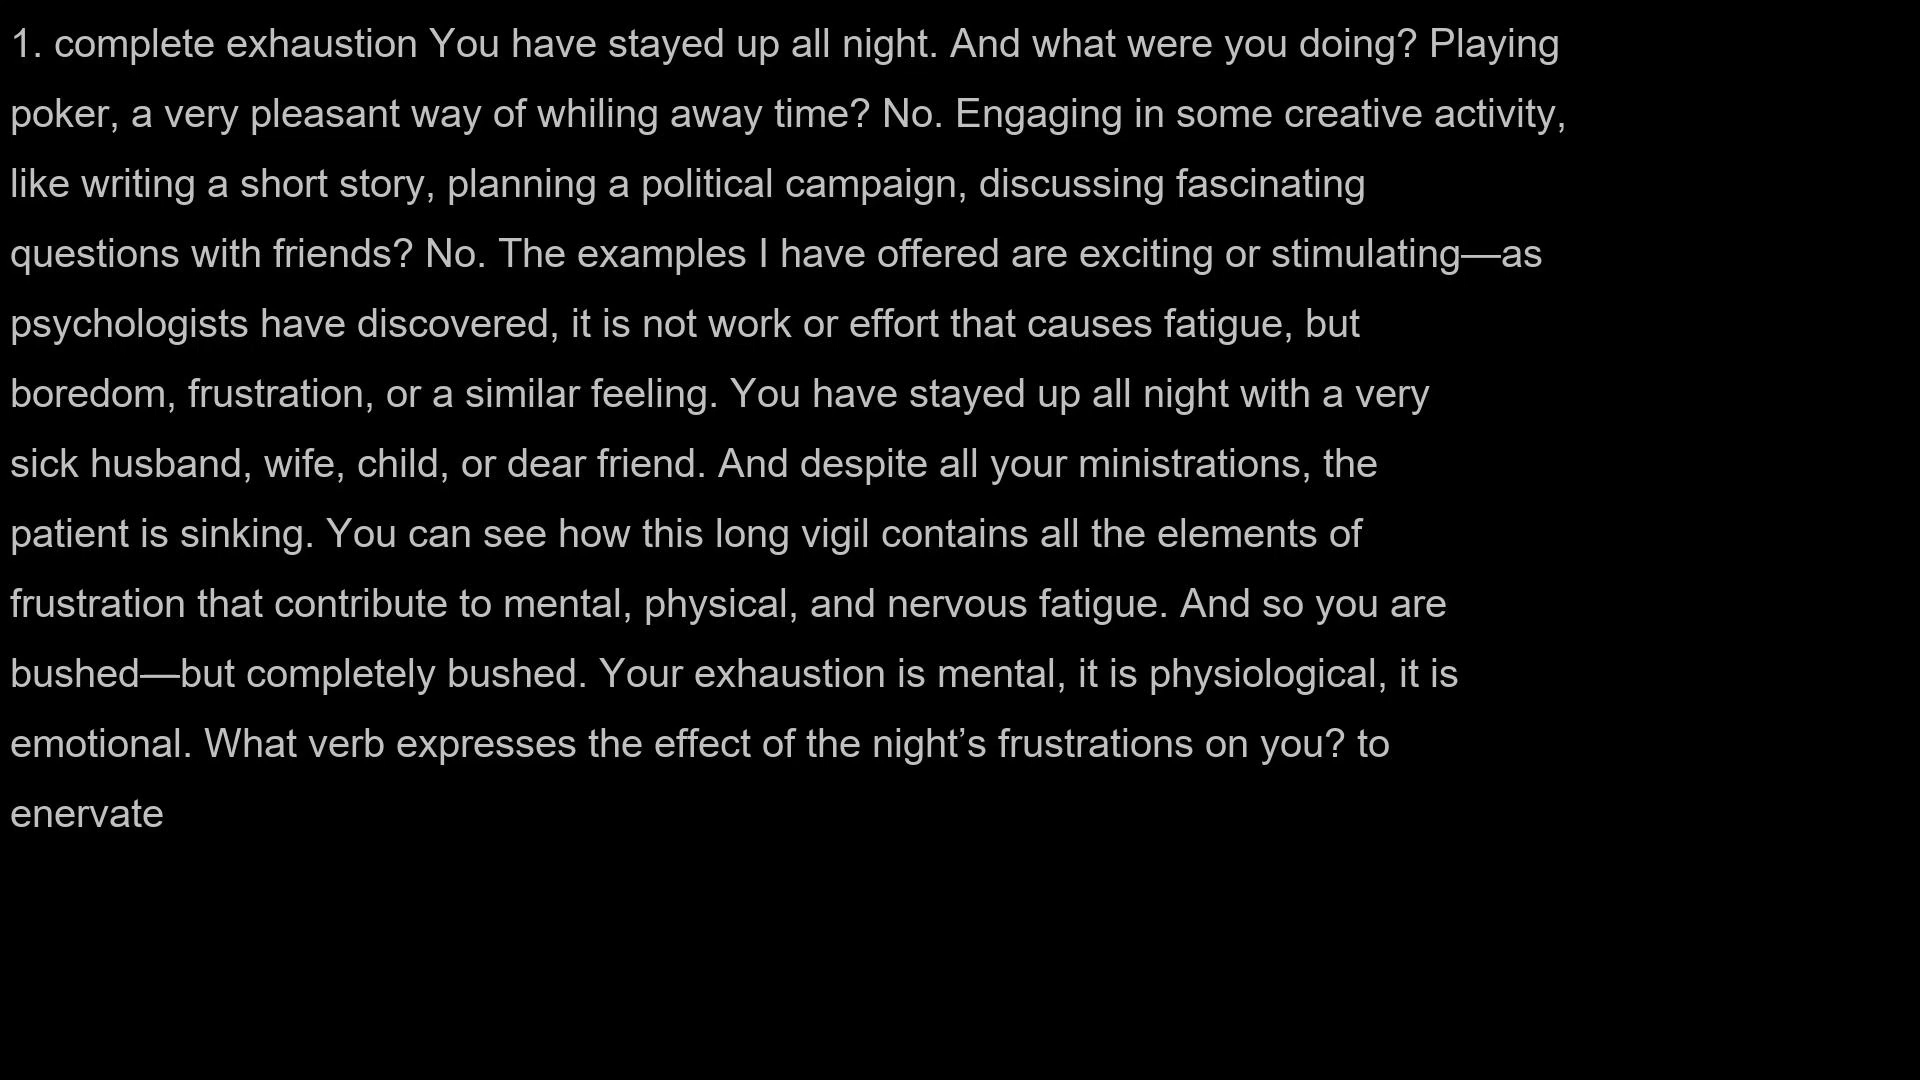 1. complete exhaustion You have stayed up all night. And what were you doing? Playing
poker, a very pleasant way of whiling away time? No. Engaging in some creative activity,
like writing a short story, planning a political campaign, discussing fascinating
questions with friends? No. The examples I have offered are exciting or stimulating—as
psychologists have discovered, it is not work or effort that causes fatigue, but
boredom, frustration, or a similar feeling. You have stayed up all night with a very
sick husband, wife, child, or dear friend. And despite all your ministrations, the
patient is sinking. You can see how this long vigil contains all the elements of
frustration that contribute to mental, physical, and nervous fatigue. And so you are
bushed—but completely bushed. Your exhaustion is mental, it is physiological, it is
emotional. What verb expresses the effect of the night’s frustrations on you? to
enervate